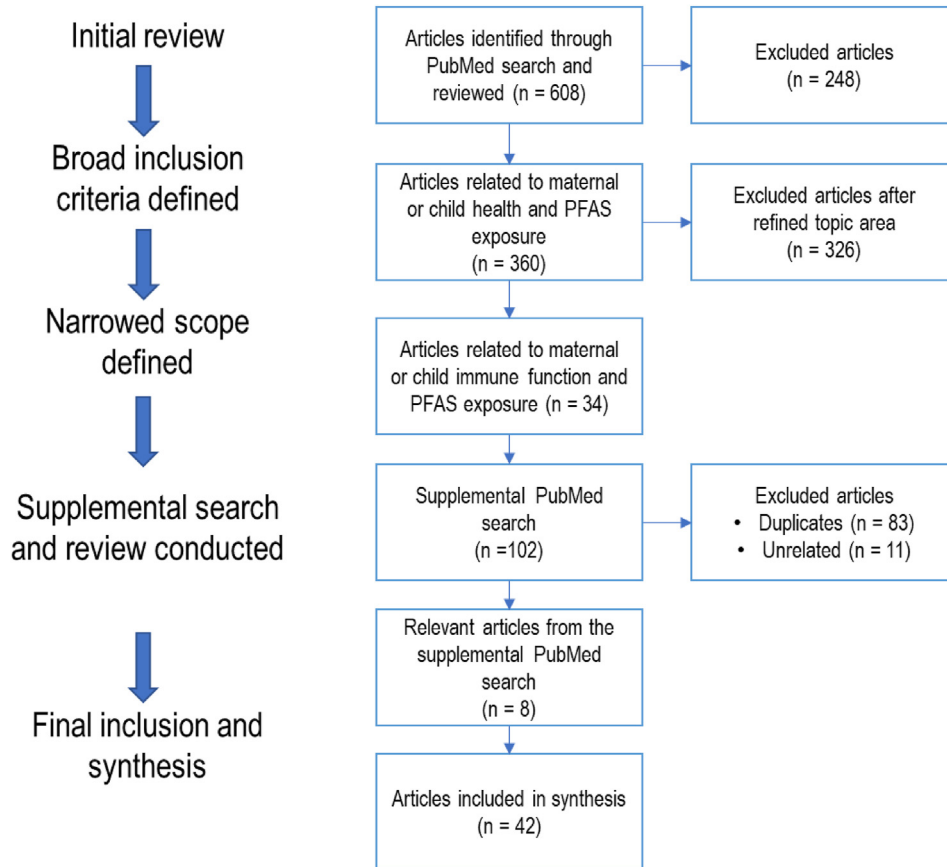 Initial review
Broad inclusion
criteria defined
Narrowed scope
defined
Supplemental search
and review conducted
Final inclusion and
synthesis
Articles identified through
PubMed search and
reviewed (n = 608)
Excluded articles
(n = 248)
Articles related to maternal
or child health and PFAS
exposure
(n = 360)
Excluded articles after
refined topic area
(n = 326)
Articles related to maternal
or child immune function and
PFAS exposure (n = 34)
Supplemental PubMed
search
(n =102)
Excluded articles
• Duplicates (n = 83)
• Unrelated (n = 11)
Relevant articles from the
supplemental PubMed
search
(n = 8)
Articles included in synthesis
(n = 42)